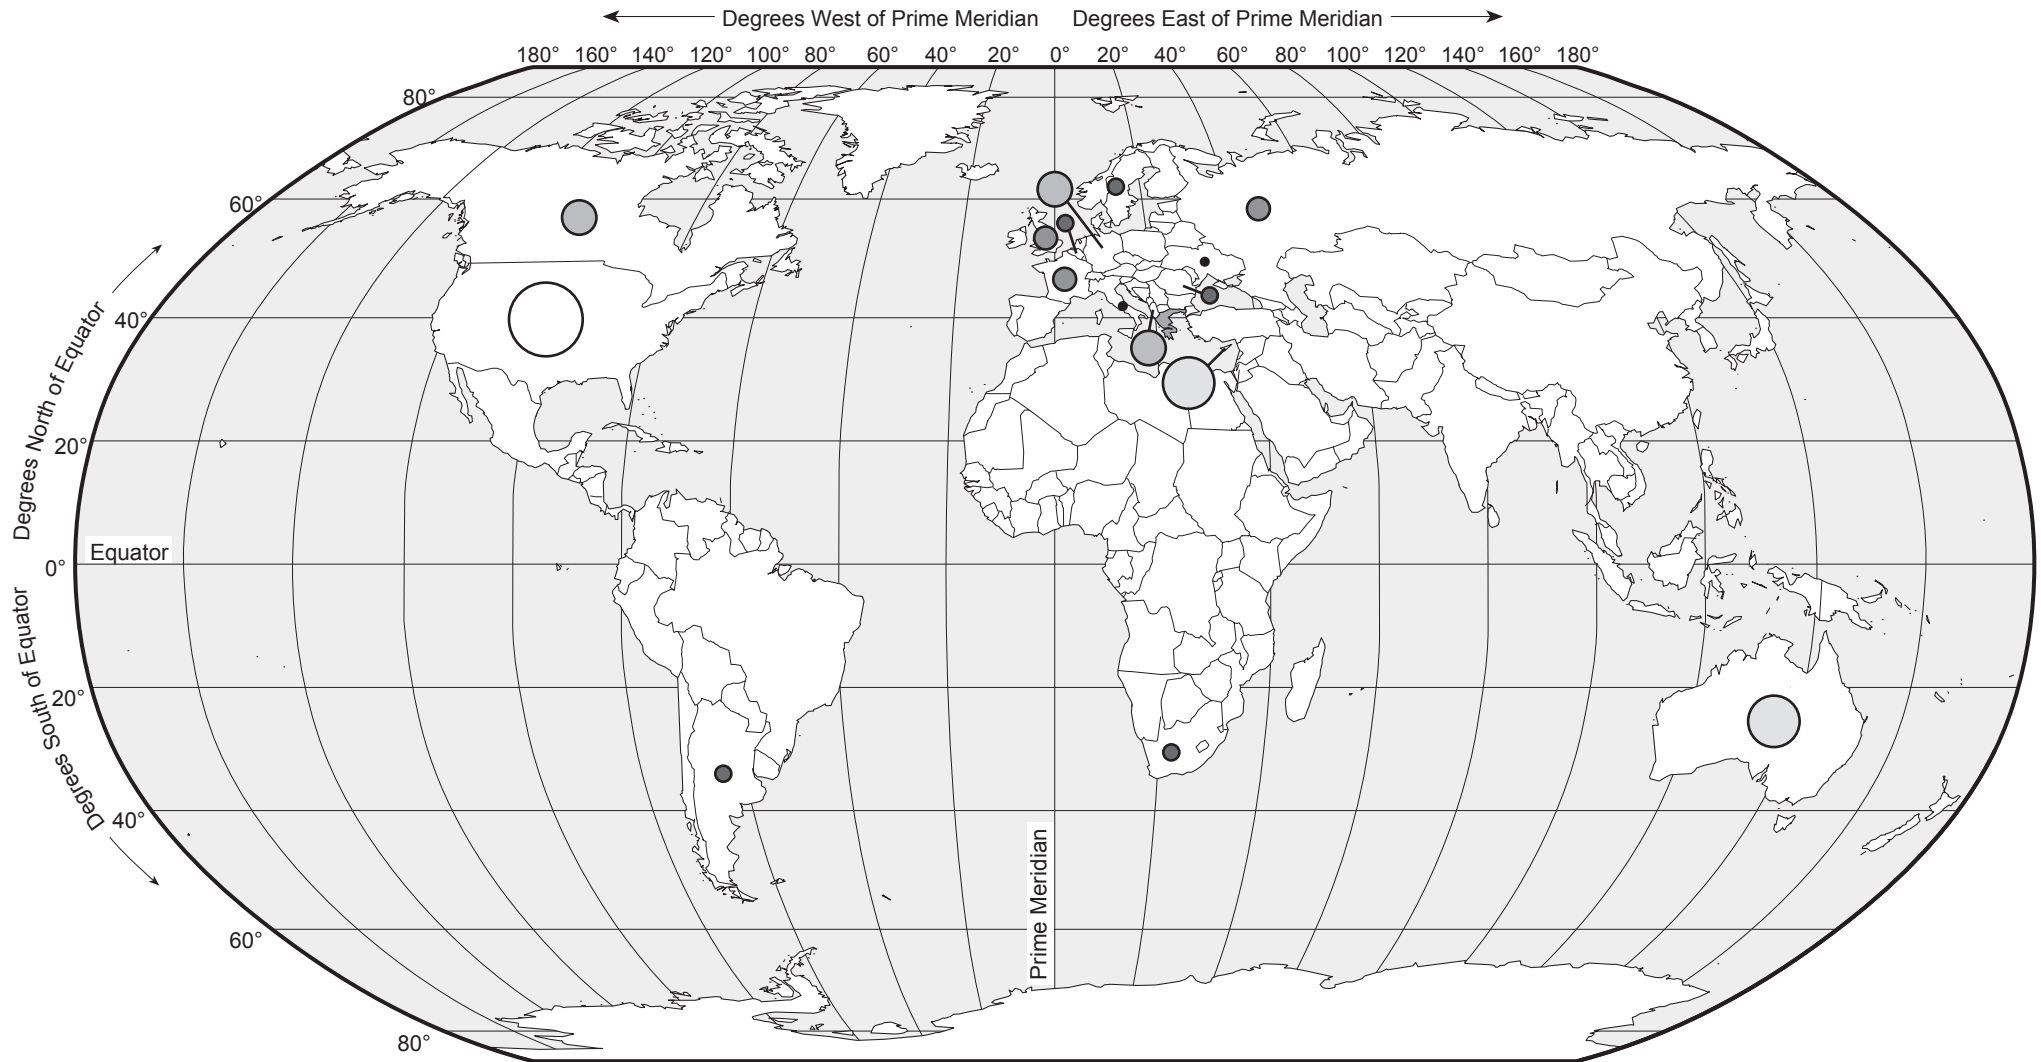 Degrees West of Prime Meridian Degrees East of Prime Meridian
180° 160° 140° 120° 100° 80° 60° 40° 20° 0° 20° 40° 60° 80° 100° 120° 140° 160° 180°
80°
60°
40°
Degrees North of Equator
20°
Equator
0°
Degrees South of Equator
20°
40°
Prime Meridian
60°
80°